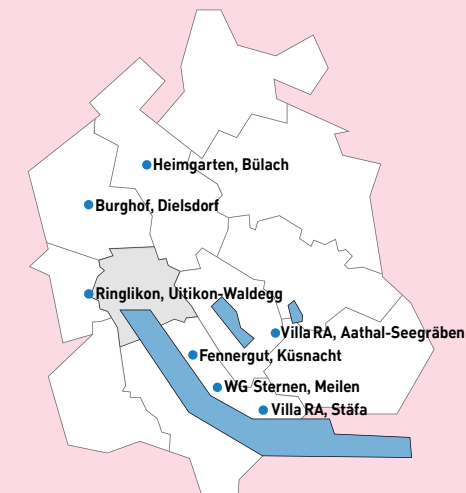 Heimgarten, Bülach
Burghof, Dielsdorf
Ringlikon, Uitikon-Waldegg
Villa RA, Aathal-Seegräben
Fennergut, Küsnacht
WG Sternen, Meilen
Villa RA, Stäfa